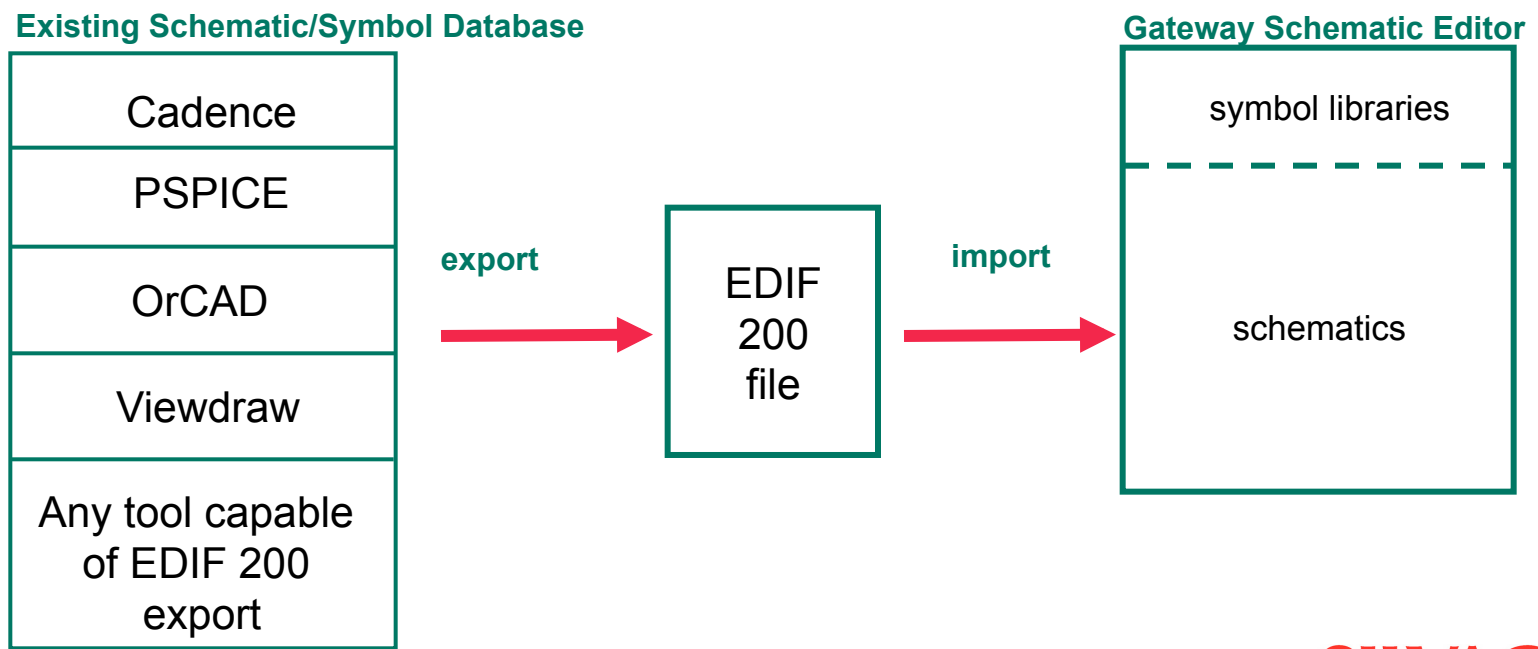 Existing Schematic/Symbol Database
Cadence
PSPICE
OrCAD
Viewdraw
Any tool capable
of EDIF 200
export
export
EDIF
200
file
import
Gateway Schematic Editor
symbol libraries
schematics